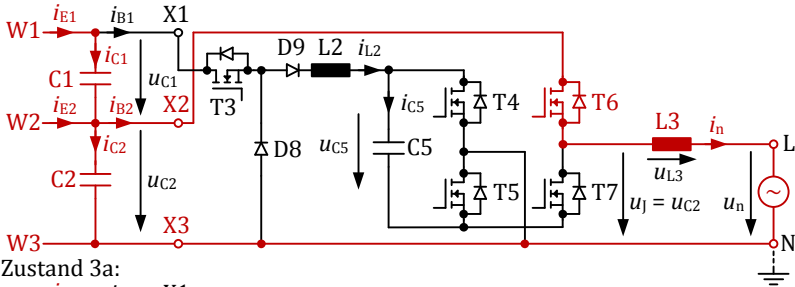 W1 iE1 iB1 X1
iC1 D9 L2 iL2
C1 uC1 T3 iC5 T4 T6
iE2 iB2 X2 L3 in
W2 L
iC2 D8 uC5 C5 uL3
C2 uC2 T5 T7 uJ = uC2 un ~
W3 X3 N
Zustand 3a: